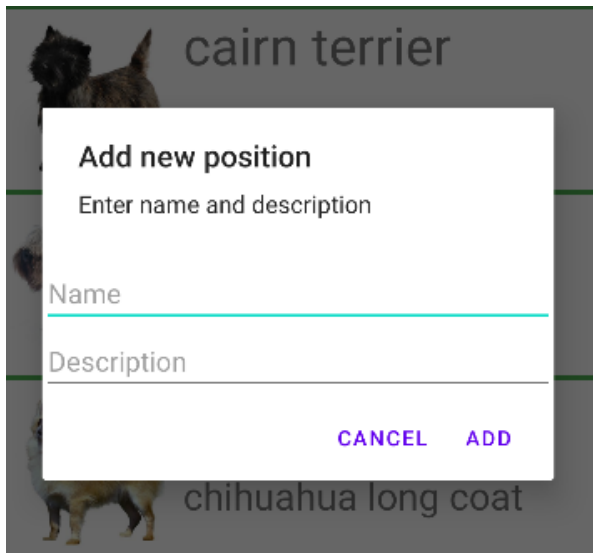 cairn terrier
Add new position
Enter name and description
Name
Description
CANCEL ADD
chihuahua long coat